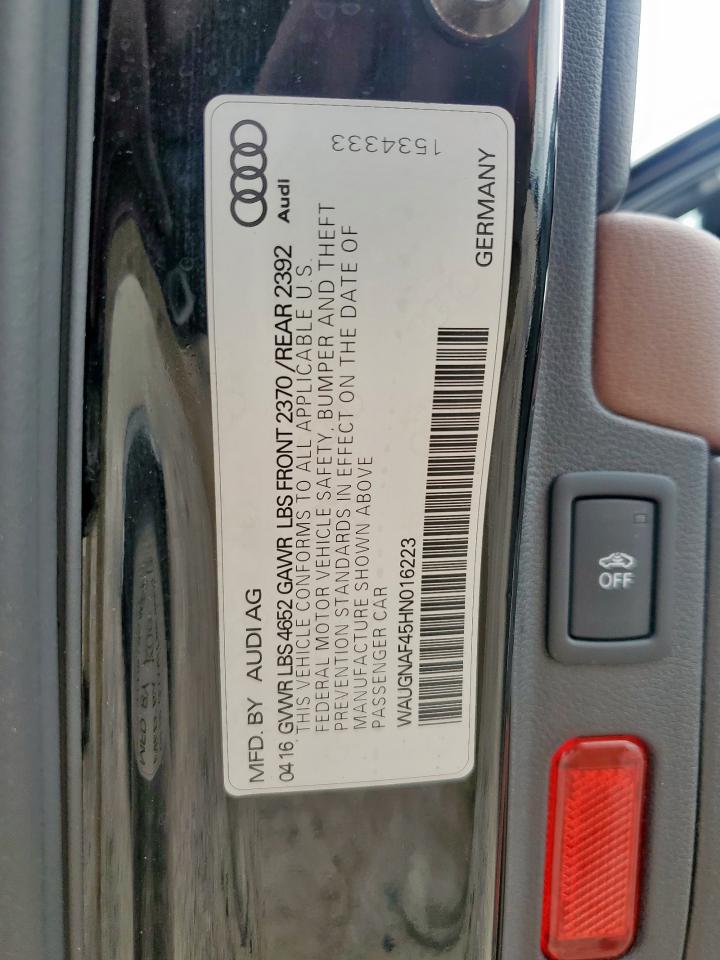 MFD. BY AUDI AG
Audi
04 16 GVWR LBS 4652 GAWR LBS FRONT 2370 / REAR 2392
THIS VEHICLE CONFORMS TO ALL APPLICABLE U.S.
FEDERAL MOTOR VEHICLE SAFETY, BUMPER AND THEFT
PREVENTION STANDARDS IN EFFECT ON THE DATE OF
MANUFACTURE SHOWN ABOVE
PASSENGER CAR
WAUGNAF45HN016223
GERMANY
1534333
OFF